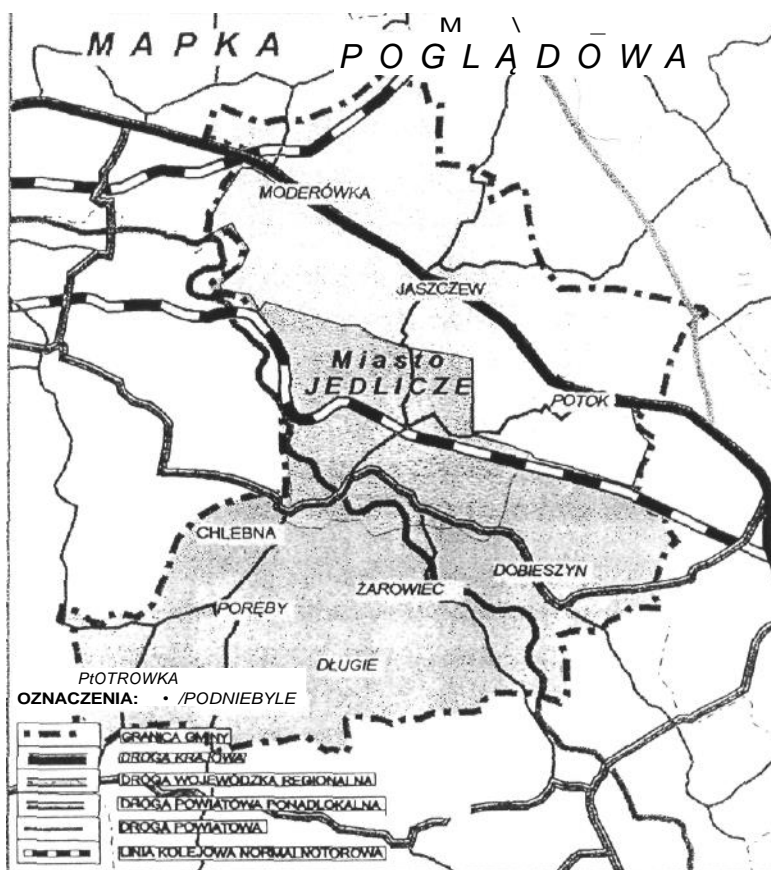 M \ _
MAPKA
POGLĄDOWA
MODERÓWKA
JASZCZEW
Miasto
JEDLICZE
POTOK
CHLEBNA
DOBIESZYN
ŻAROWIEC
PORĘBY
DŁUGIE
PtOTROWKA
OZNACZENIA: • /PODNIEBYLE
GRANICA GMINY
DROGA KRAJOWA
DROGA WOJEWÓDZKA REGIONALNA
DROGA POWIATOWA PONADLOKALNA
DROGA POWIATOWA
LINIA KOLEJOWA NORMALNOTOROWA